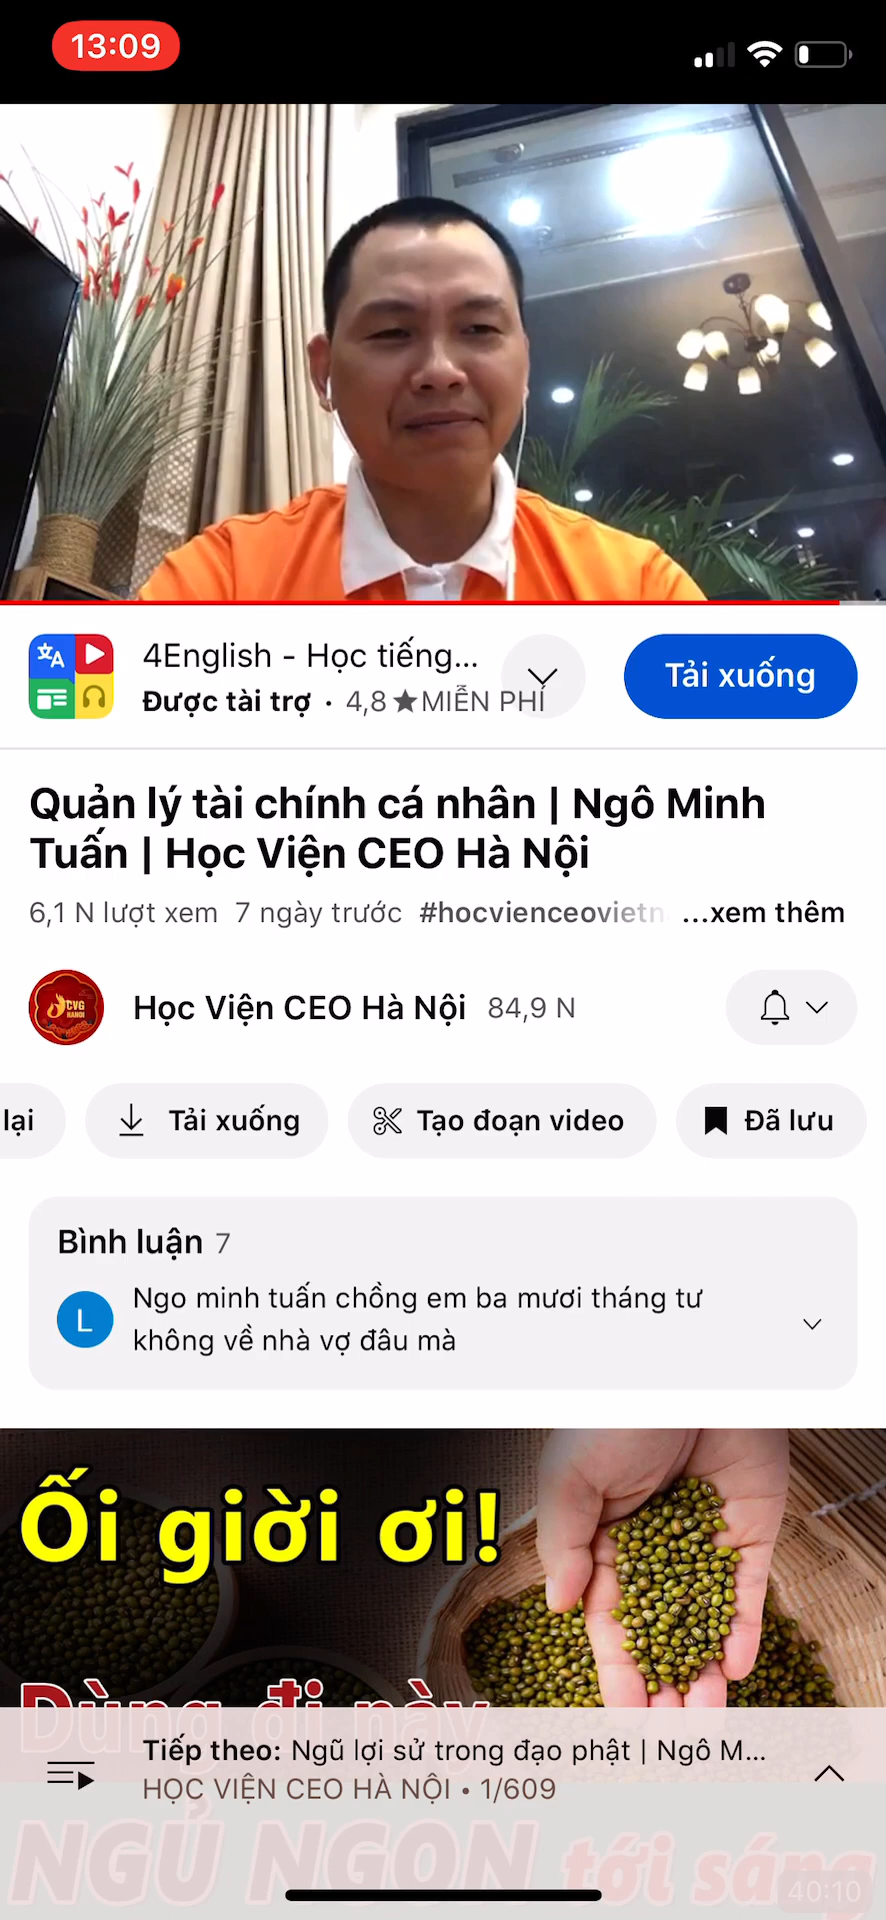 13:09
文A
4English - Học tiếng...
Được tài trợ · 4,8 ★ MIỄN PHÍ
Tải xuống
Quản lý tài chính cá nhân | Ngô Minh
Tuấn | Học Viện CEO Hà Nội
6,1 N lượt xem 7 ngày trước #hocvienceovietn ...xem thêm
CVG
HANOI
Học Viện CEO Hà Nội 84,9 N
lại
Tải xuống
Tạo đoạn video
Đã lưu
Bình luận 7
L
Ngo minh tuấn chồng em ba mươi tháng tư
không về nhà vợ đâu mà
Ối giời ơi!
Dùng đi này
Tiếp theo: Ngũ lợi sử trong đạo phật | Ngô M...
HỌC VIỆN CEO HÀ NỘI • 1/609
NGỦ NGON tới sáng
40:10